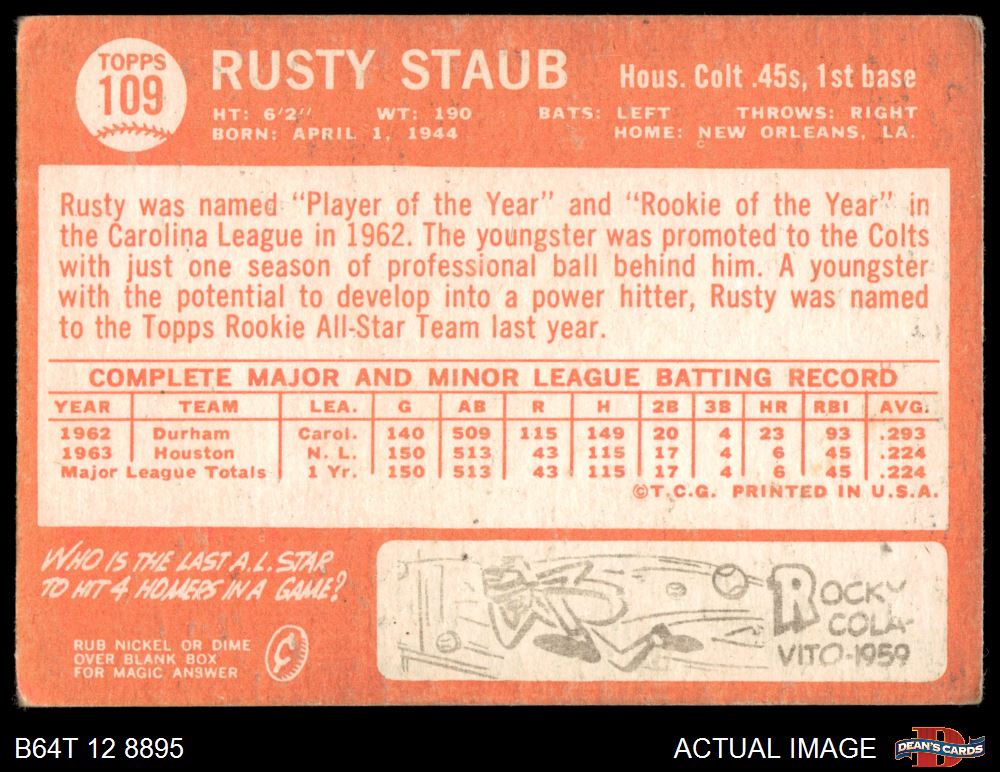 TOPPS
109
RUSTY STAUB
Hous. Colt .45s, 1st base
HT: 6'2" WT: 190 BATS: LEFT THROWS: RIGHT
BORN: APRIL 1, 1944 HOME: NEW ORLEANS, LA.
Rusty was named "Player of the Year" and "Rookie of the Year" in
the Carolina League in 1962. The youngster was promoted to the Colts
with just one season of professional ball behind him. A youngster
with the potential to develop into a power hitter, Rusty was named
to the Topps Rookie All-Star Team last year.
COMPLETE MAJOR AND MINOR LEAGUE BATTING RECORD
YEAR TEAM LEA. G AB R H 2B 3B HR RBI AVG.
1962 Durham Carol. 140 509 115 149 20 4 23 93 .293
1963 Houston N. L. 150 513 43 115 17 4 6 45 .224
Major League Totals 1 Yr. 150 513 43 115 17 4 6 45 .224
©T.C.G. PRINTED IN U.S.A.
WHO IS THE LAST A.L. STAR
TO HIT 4 HOMERS IN A GAME?
RUB NICKEL OR DIME
OVER BLANK BOX
FOR MAGIC ANSWER
ROCKY
COLA-
VITO-1959
B64T 12 8895
ACTUAL IMAGE
DEAN'S CARDS